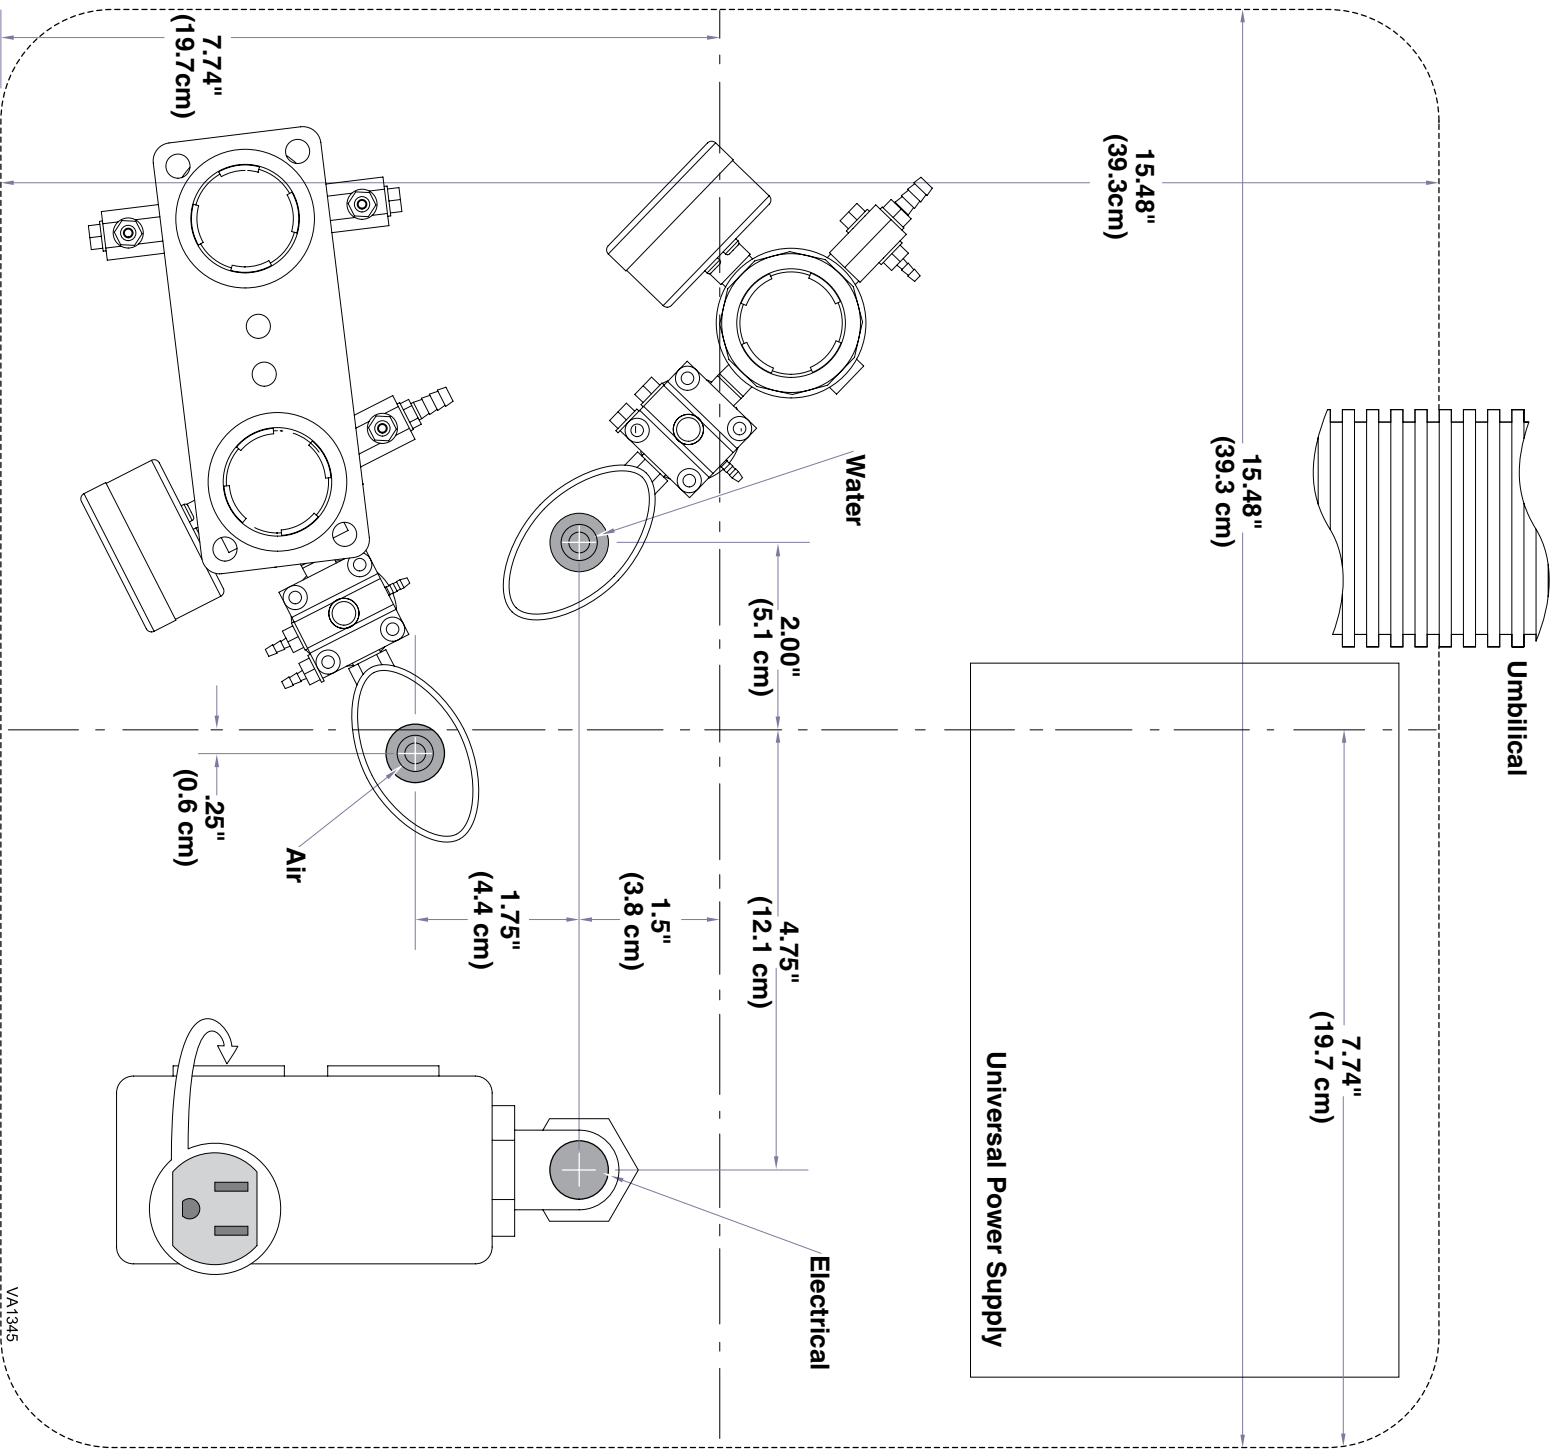 Umbilical
15.48"
(39.3cm)
15.48"
(39.3 cm)
7.74"
(19.7 cm)
Universal Power Supply
Water
2.00"
(5.1 cm)
4.75"
(12.1 cm)
Electrical
1.5"
(3.8 cm)
1.75"
(4.4 cm)
Air
7.74"
(19.7cm)
.25"
(0.6 cm)
VA1345